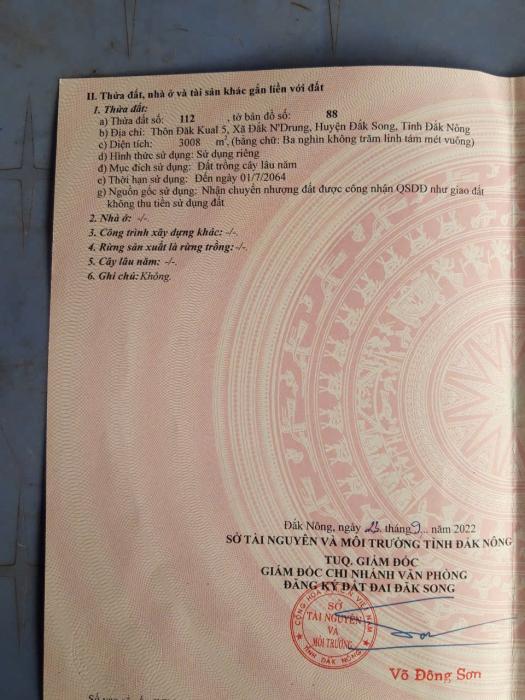 II. Thửa đất, nhà ở và tài sản khác gắn liền với đất
1. Thửa đất:
a) Thửa đất số: 112 , tờ bản đồ số: 88
b) Địa chỉ: Thôn Đăk Kual 5, Xã Đắk N'Drung, Huyện Đắk Song, Tỉnh Đắk Nông
c) Diện tích: 3008 m², (bằng chữ: Ba nghìn không trăm linh tám mét vuông)
d) Hình thức sử dụng: Sử dụng riêng
đ) Mục đích sử dụng: Đất trồng cây lâu năm
e) Thời hạn sử dụng: Đến ngày 01/7/2064
g) Nguồn gốc sử dụng: Nhận chuyển nhượng đất được công nhận QSDĐ như giao đất
không thu tiền sử dụng đất
2. Nhà ở: -/-.
3. Công trình xây dựng khác: -/-.
4. Rừng sản xuất là rừng trồng: -/-.
5. Cây lâu năm: -/-.
6. Ghi chú: Không.
Đắk Nông, ngày 23 tháng 9 năm 2022
SỞ TÀI NGUYÊN VÀ MÔI TRƯỜNG TỈNH ĐẮK NÔNG
TUQ. GIÁM ĐỐC
GIÁM ĐỐC CHI NHÁNH VĂN PHÒNG
ĐĂNG KÝ ĐẤT ĐAI ĐĂK SONG
SỞ
TÀI NGUYÊN
VÀ
MÔI TRƯỜNG
TỈNH ĐẮK NÔNG
Võ Đông Sơn